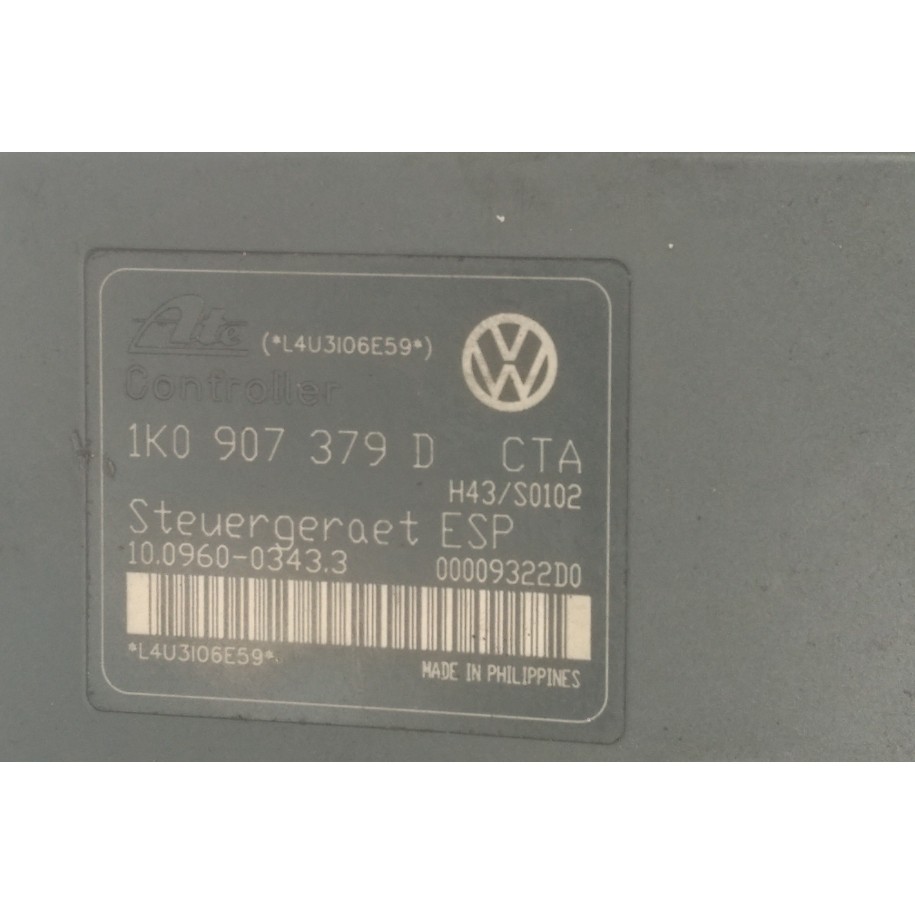 Ate (*L4U3I06E59*)
Controller
1K0 907 379 D CTA
H43/S0102
Steuergeraet ESP
10.0960-0343.3 00009322D0
*L4U3I06E59*
MADE IN PHILIPPINES